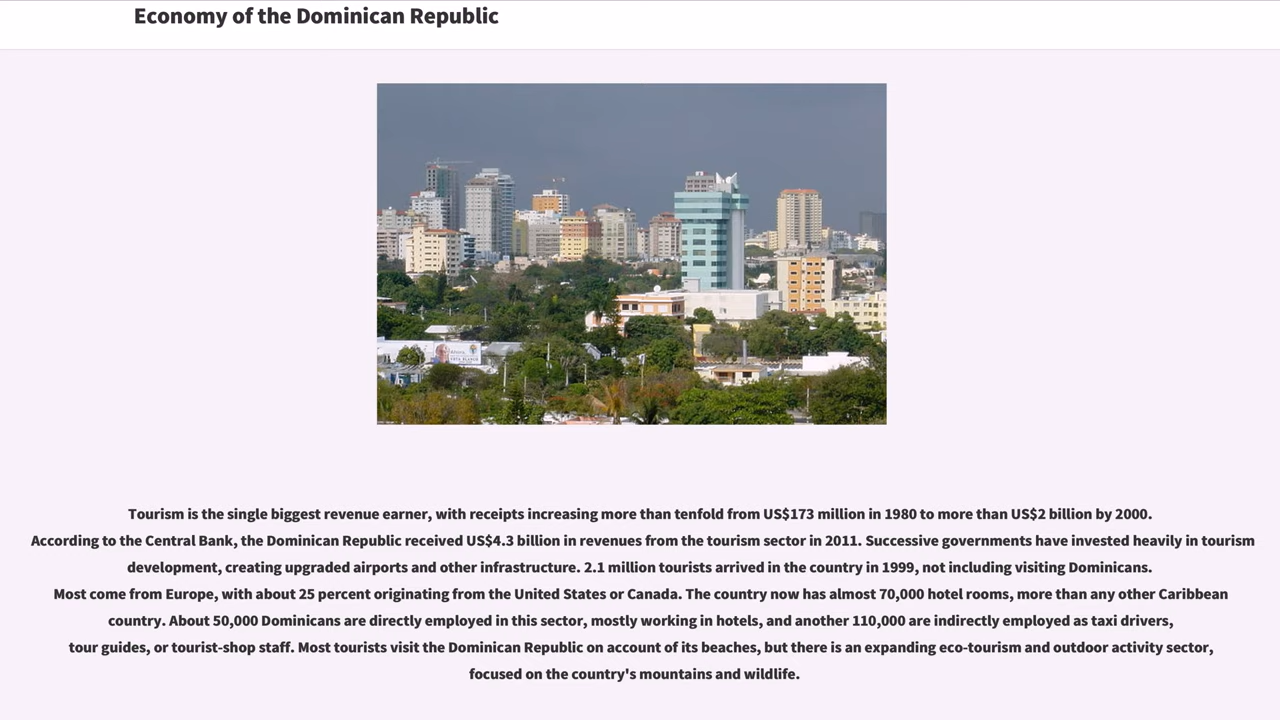 Economy of the Dominican Republic
Tourism is the single biggest revenue earner, with receipts increasing more than tenfold from US$173 million in 1980 to more than US$2 billion by 2000.
According to the Central Bank, the Dominican Republic received US$4.3 billion in revenues from the tourism sector in 2011. Successive governments have invested heavily in tourism
development, creating upgraded airports and other infrastructure. 2.1 million tourists arrived in the country in 1999, not including visiting Dominicans.
Most come from Europe, with about 25 percent originating from the United States or Canada. The country now has almost 70,000 hotel rooms, more than any other Caribbean
country. About 50,000 Dominicans are directly employed in this sector, mostly working in hotels, and another 110,000 are indirectly employed as taxi drivers,
tour guides, or tourist-shop staff. Most tourists visit the Dominican Republic on account of its beaches, but there is an expanding eco-tourism and outdoor activity sector,
focused on the country's mountains and wildlife.